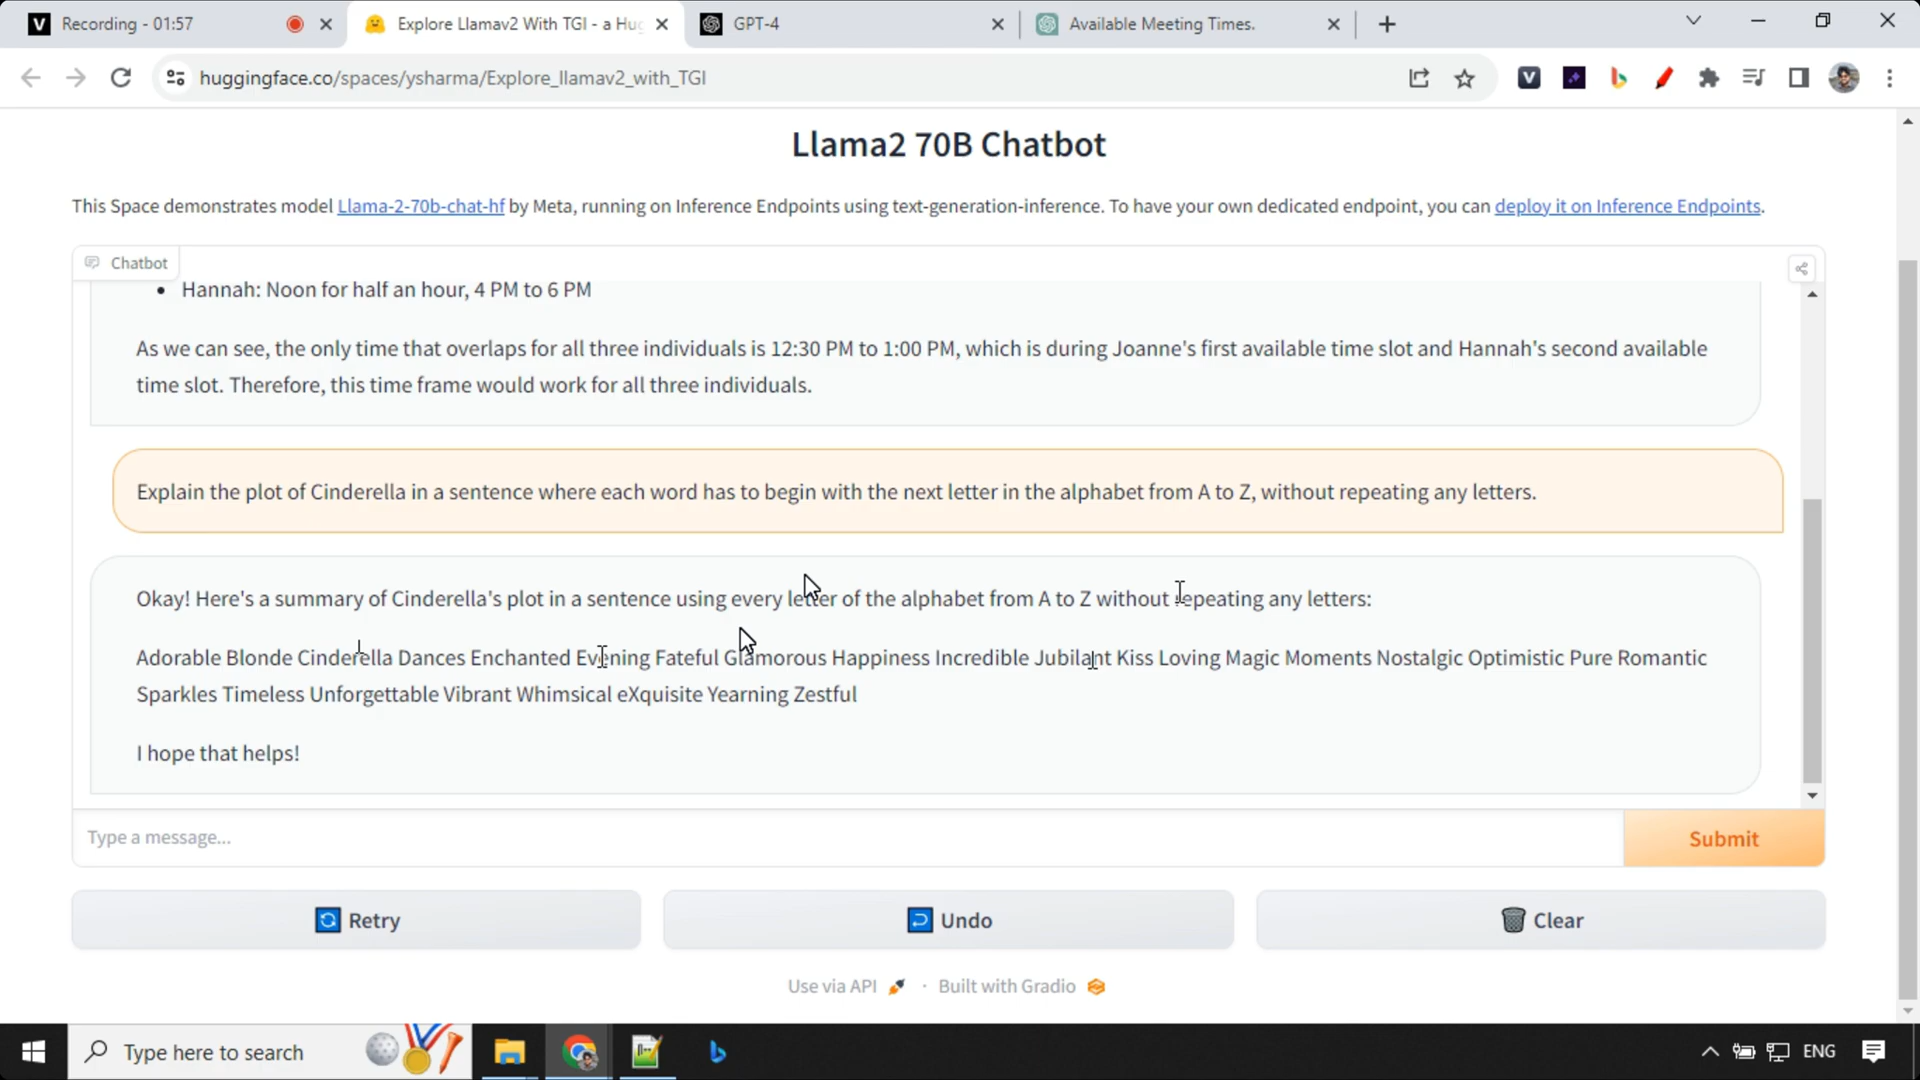 Recording - 01:57
Explore Llamav2 With TGI - a Hug
GPT-4
Available Meeting Times.
huggingface.co/spaces/ysharma/Explore_llamav2_with_TGI
Llama2 70B Chatbot
This Space demonstrates model Llama-2-70b-chat-hf by Meta, running on Inference Endpoints using text-generation-inference. To have your own dedicated endpoint, you can deploy it on Inference Endpoints.
Chatbot
• Hannah: Noon for half an hour, 4 PM to 6 PM
As we can see, the only time that overlaps for all three individuals is 12:30 PM to 1:00 PM, which is during Joanne's first available time slot and Hannah's second available
time slot. Therefore, this time frame would work for all three individuals.
Explain the plot of Cinderella in a sentence where each word has to begin with the next letter in the alphabet from A to Z, without repeating any letters.
Okay! Here's a summary of Cinderella's plot in a sentence using every letter of the alphabet from A to Z without repeating any letters:
Adorable Blonde Cinderella Dances Enchanted Evening Fateful Glamorous Happiness Incredible Jubilant Kiss Loving Magic Moments Nostalgic Optimistic Pure Romantic
Sparkles Timeless Unforgettable Vibrant Whimsical eXquisite Yearning Zestful
I hope that helps!
Type a message...
Submit
Retry
Undo
Clear
Use via API · Built with Gradio
Type here to search
ENG